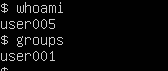 $ whoami
user005
$ groups
user001
$